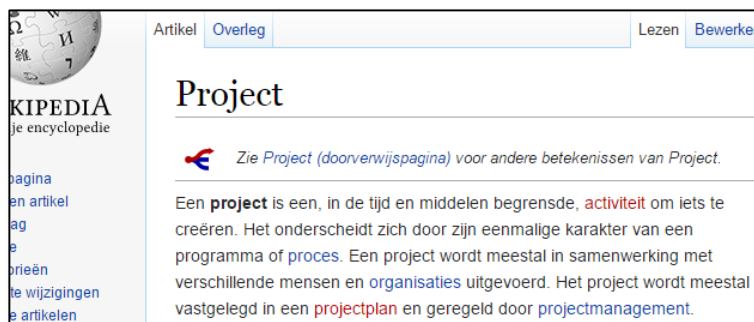 Artikel Overleg Lezen Bewerke
Ω И 維
KIPEDIA
je encyclopedie
Project
Zie Project (doorverwijspagina) voor andere betekenissen van Project.
pagina
en artikel
ag
e
orieën
te wijzigingen
e artikelen
Een project is een, in de tijd en middelen begrensde, activiteit om iets te
creëren. Het onderscheidt zich door zijn eenmalige karakter van een
programma of proces. Een project wordt meestal in samenwerking met
verschillende mensen en organisaties uitgevoerd. Het project wordt meestal
vastgelegd in een projectplan en geregeld door projectmanagement.